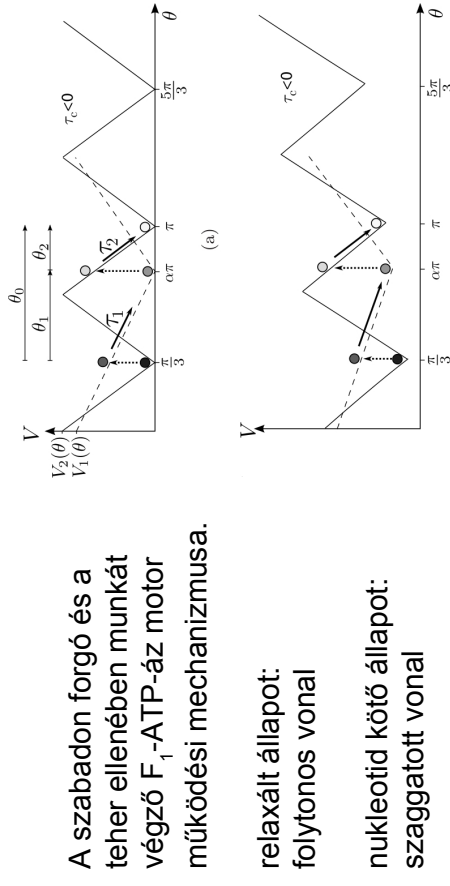 A szabadon forgó és a
teher ellenében munkát
végző F₁-ATP-áz motor
működési mechanizmusa.
relaxált állapot:
folytonos vonal
nukleotid kötő állapot:
szaggatott vonal
V
V₂(θ)
V₁(θ)
θ₀
θ₁
θ₂
τ₁
τ₂
τc<0
π/3
απ
π
5π/3
θ
(a)
V
τc<0
π/3
απ
π
5π/3
θ